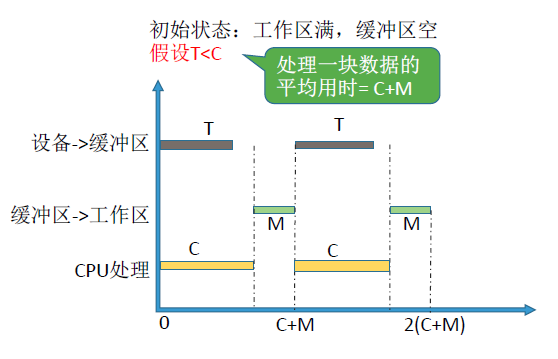 初始状态：工作区满，缓冲区空
假设T<C
处理一块数据的
平均用时= C+M
T
T
设备->缓冲区
缓冲区->工作区
M
M
C
C
CPU处理
0
C+M
2(C+M)